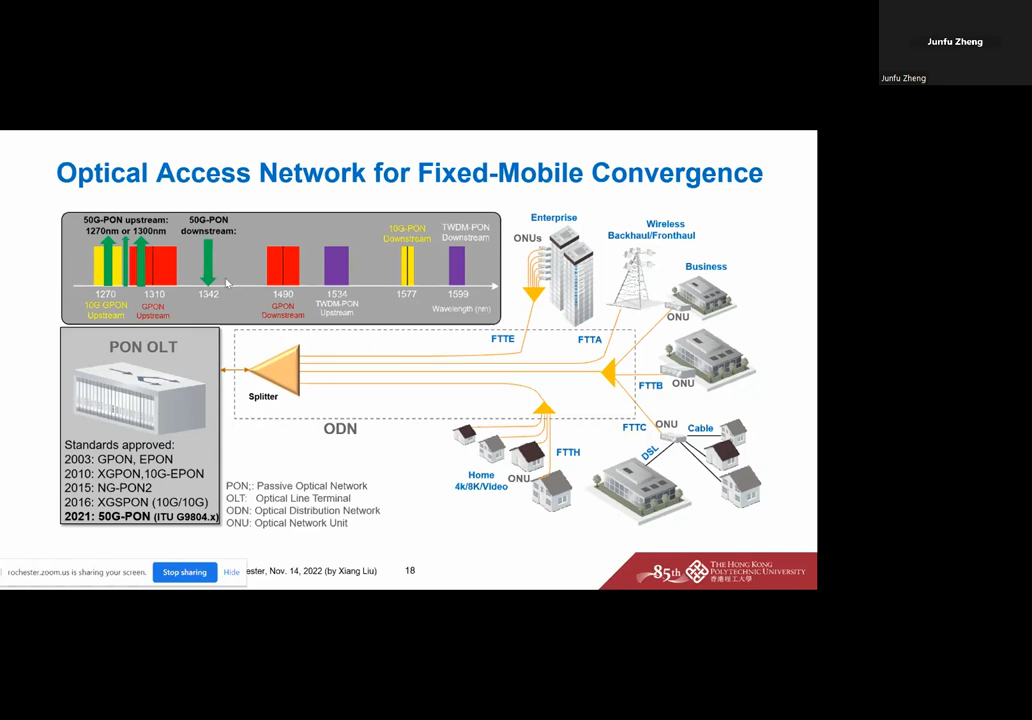 Junfu Zheng
Junfu Zheng
Optical Access Network for Fixed-Mobile Convergence
50G-PON upstream:
1270nm or 1300nm
50G-PON
downstream:
10G-PON
Downstream
TWDM-PON
Downstream
1270
1310
1342
1490
1534
1577
1599
10G GPON
Upstream
GPON
Upstream
GPON
Downstream
TWDM-PON
Upstream
Wavelength (nm)
Enterprise
ONUs
Wireless
Backhaul/Fronthaul
Business
ONU
FTTE
FTTA
ONU
FTTB
PON OLT
Splitter
ODN
FTTC
ONU
Cable
DSL
FTTH
Home
4k/8K/Video
ONU
Standards approved:
2003: GPON, EPON
2010: XGPON,10G-EPON
2015: NG-PON2
2016: XGSPON (10G/10G)
2021: 50G-PON (ITU G9804.x)
PON;: Passive Optical Network
OLT: Optical Line Terminal
ODN: Optical Distribution Network
ONU: Optical Network Unit
rochester.zoom.us is sharing your screen.
Stop sharing
Hide
ester, Nov. 14, 2022 (by Xiang Liu)
18
85th
THE HONG KONG
POLYTECHNIC UNIVERSITY
香港理工大學